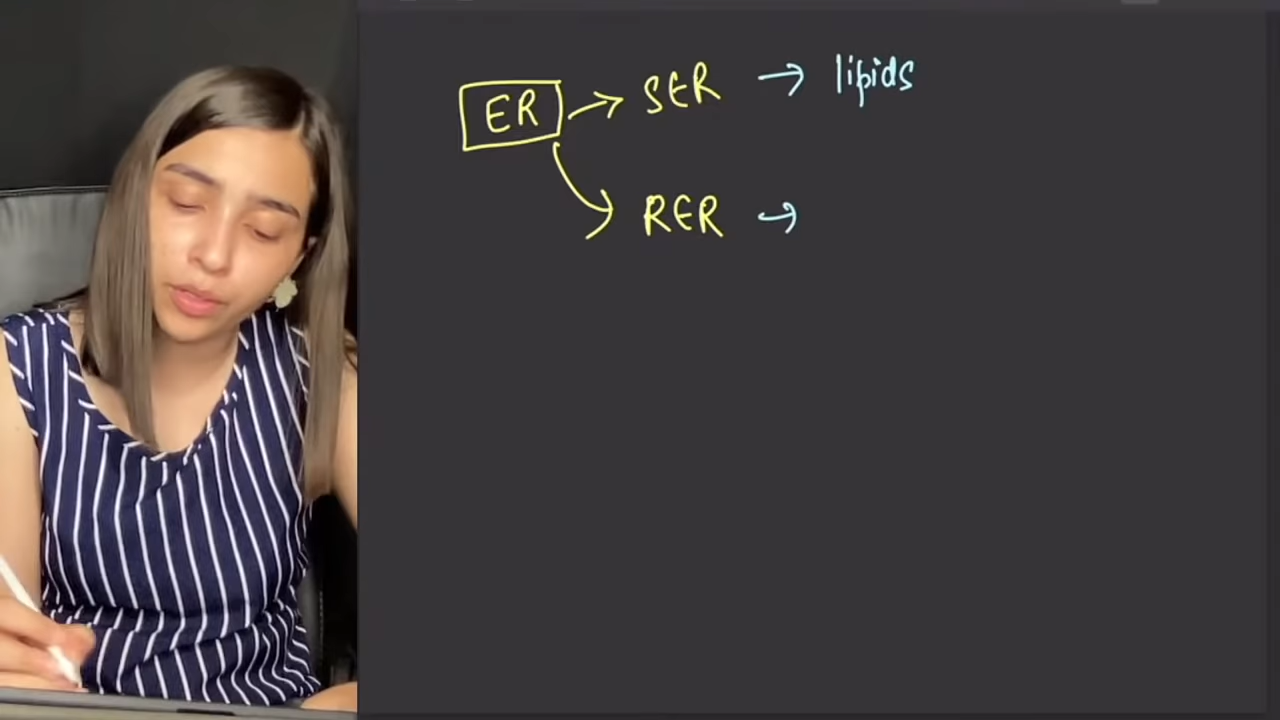 ER → SER → lipids
→ RER →